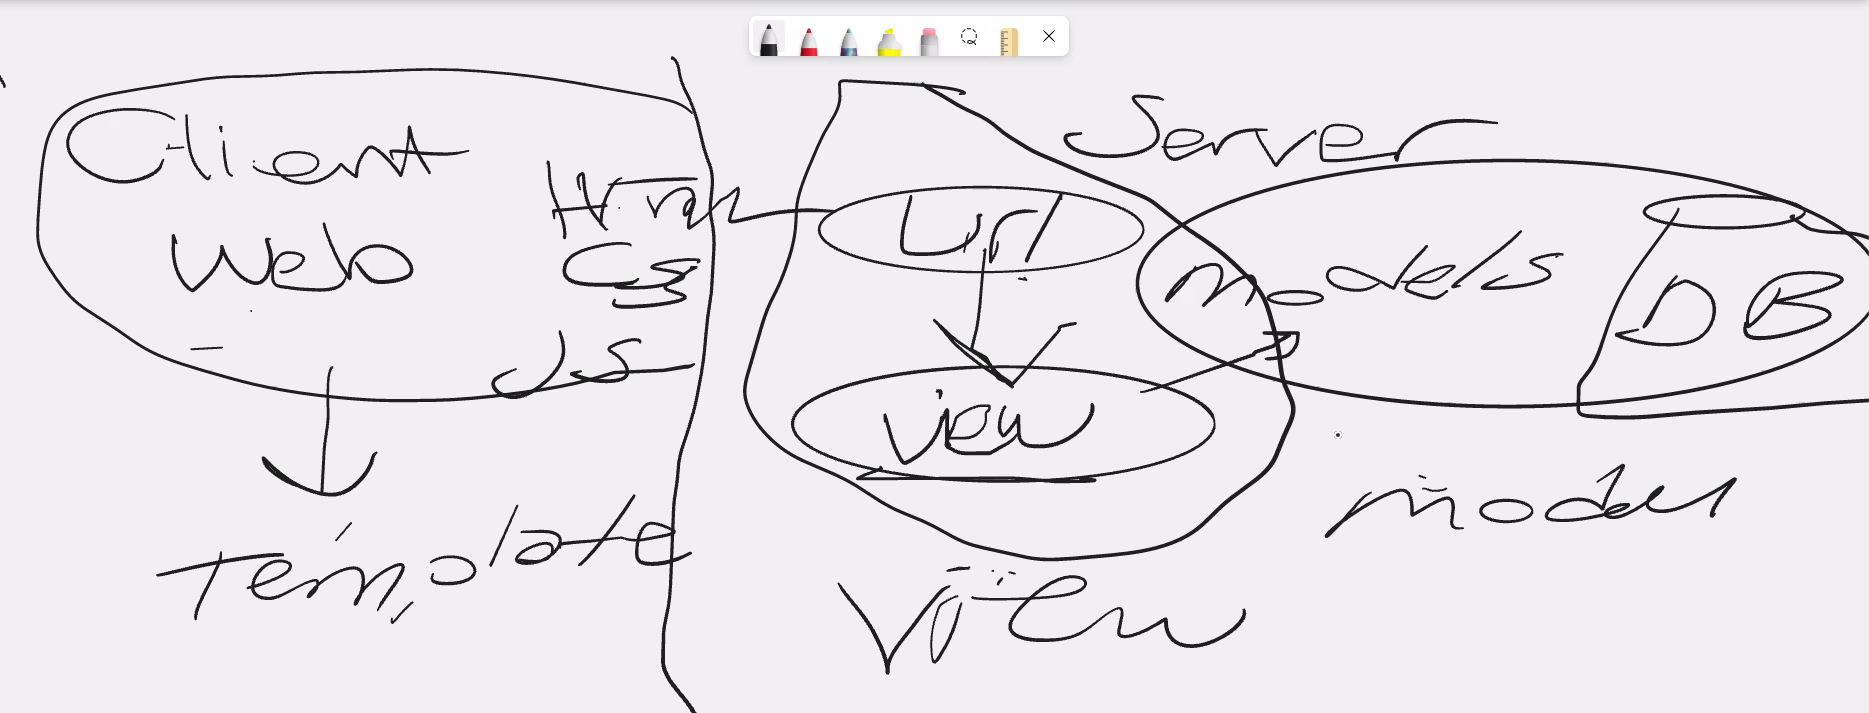 Client
Web
Html
Css
Js
Template
Server
Url
View
View
models
DB
model